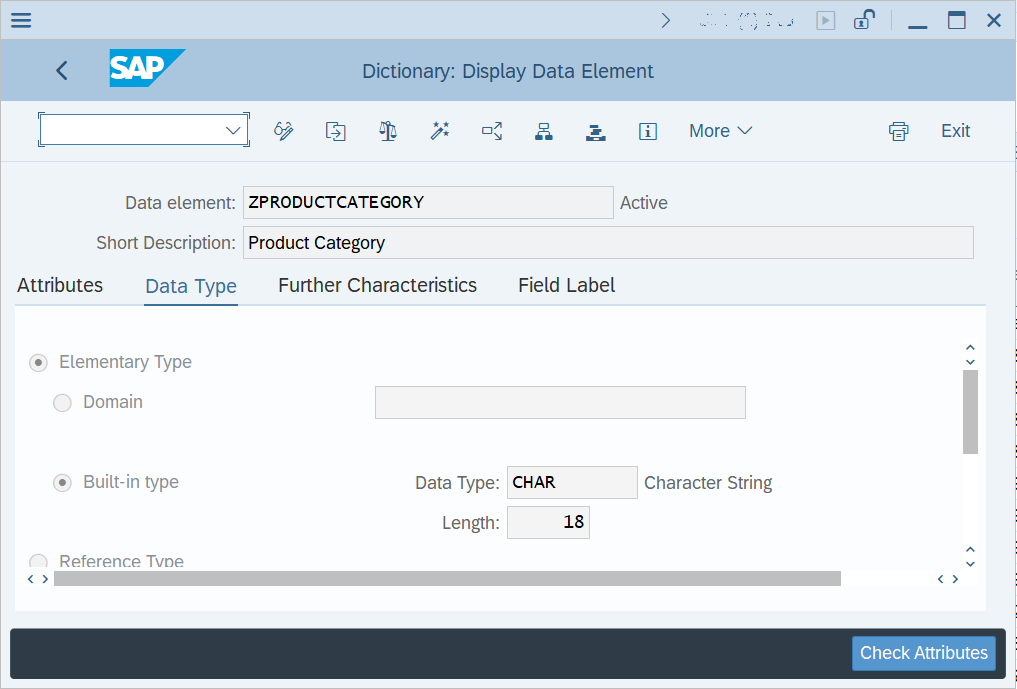 SAP
Dictionary: Display Data Element
More
Exit
Data element: ZPRODUCTCATEGORY Active
Short Description: Product Category
Attributes Data Type Further Characteristics Field Label
Elementary Type
Domain
Built-in type Data Type: CHAR Character String
Length: 18
Reference Type
Check Attributes